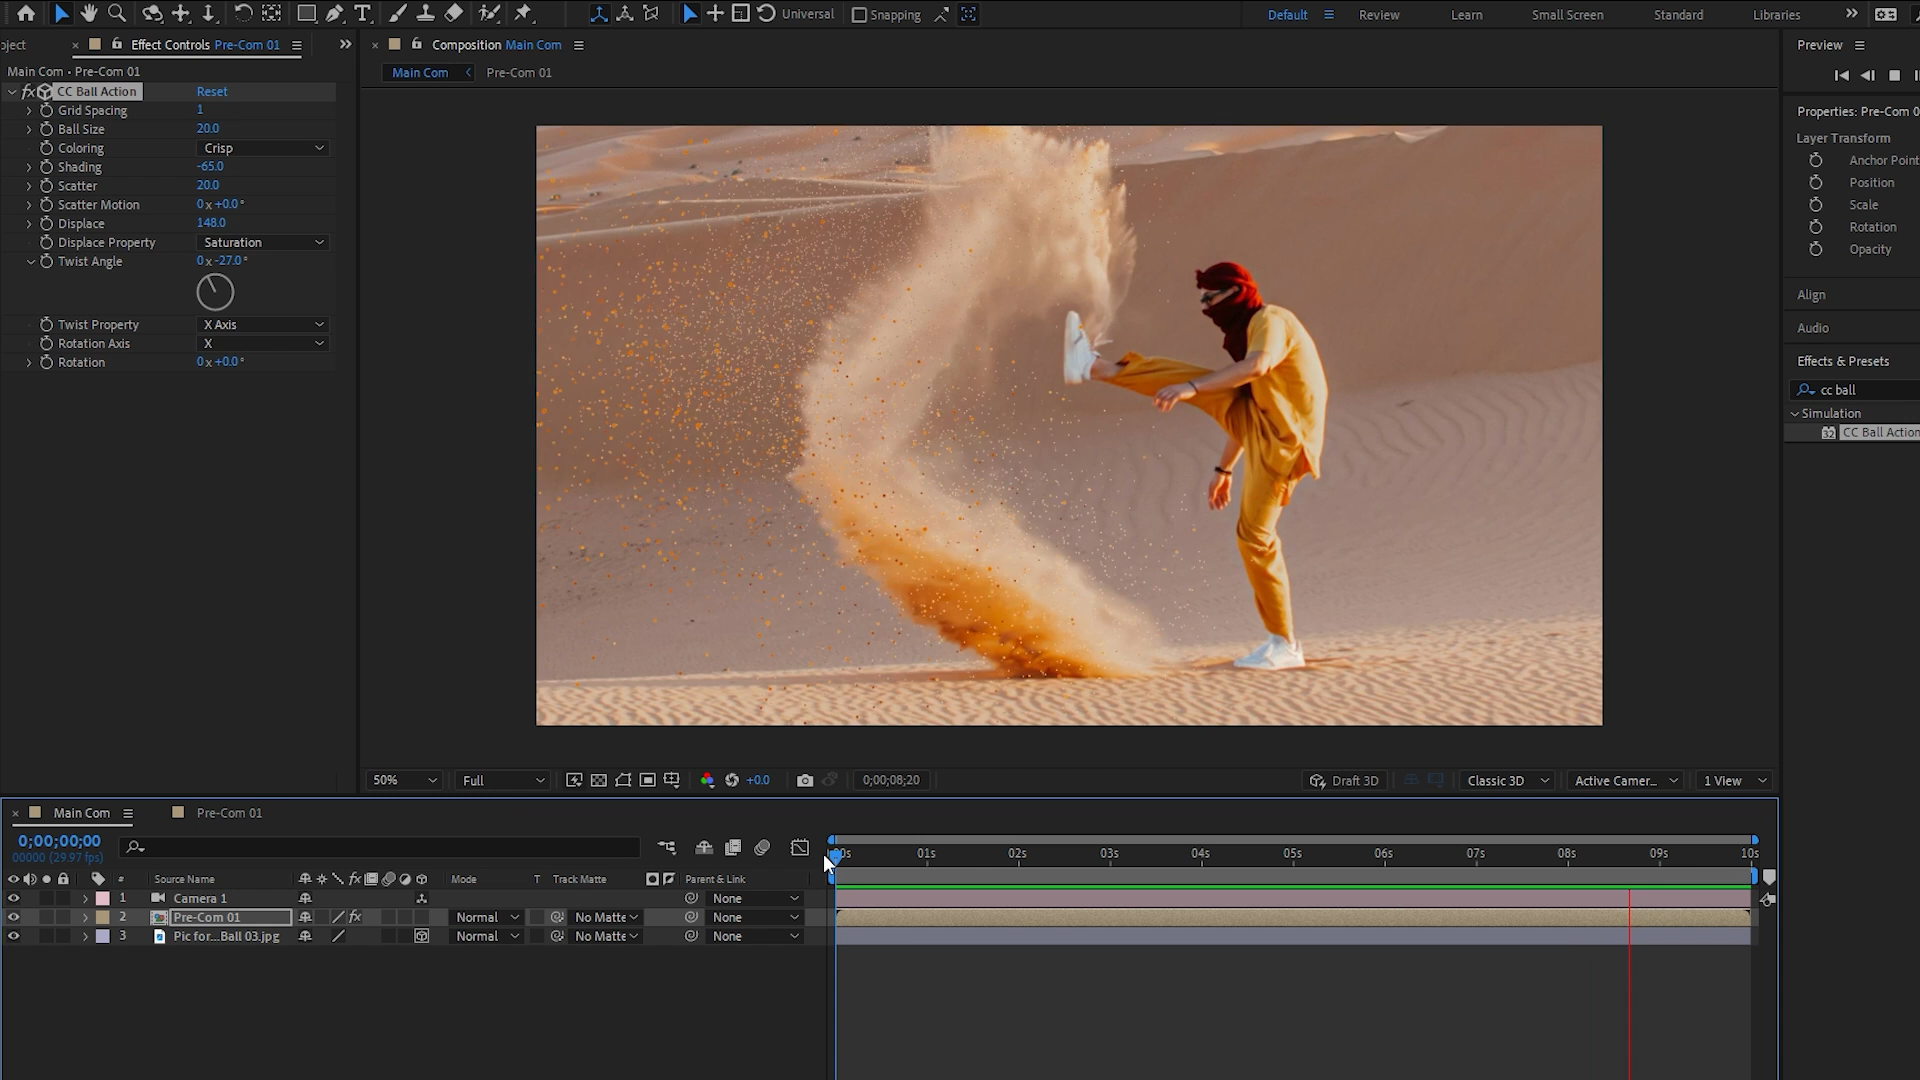 Universal
Snapping
Default
Review
Learn
Small Screen
Standard
Libraries
oject
Effect Controls Pre-Com 01
Composition Main Com
Preview
Main Com • Pre-Com 01
Main Com
Pre-Com 01
fx CC Ball Action Reset
Grid Spacing 1
Ball Size 20.0
Coloring Crisp
Shading -65.0
Scatter 20.0
Scatter Motion 0x+0.0°
Displace 148.0
Displace Property Saturation
Twist Angle 0x-27.0°
Twist Property X Axis
Rotation Axis X
Rotation 0x+0.0°
Properties: Pre-Com 0
Layer Transform
Anchor Point
Position
Scale
Rotation
Opacity
Align
Audio
Effects & Presets
cc ball
Simulation
32 CC Ball Action
50%
Full
+0.0
0;00;08;20
Draft 3D
Classic 3D
Active Camer...
1 View
Main Com
Pre-Com 01
0;00;00;00
00000 (29.97 fps)
00s 01s 02s 03s 04s 05s 06s 07s 08s 09s 10s
# Source Name fx Mode T Track Matte Parent & Link
1 Camera 1 None
2 Pre-Com 01 fx Normal No Matte None
3 Pic for...Ball 03.jpg Normal No Matte None